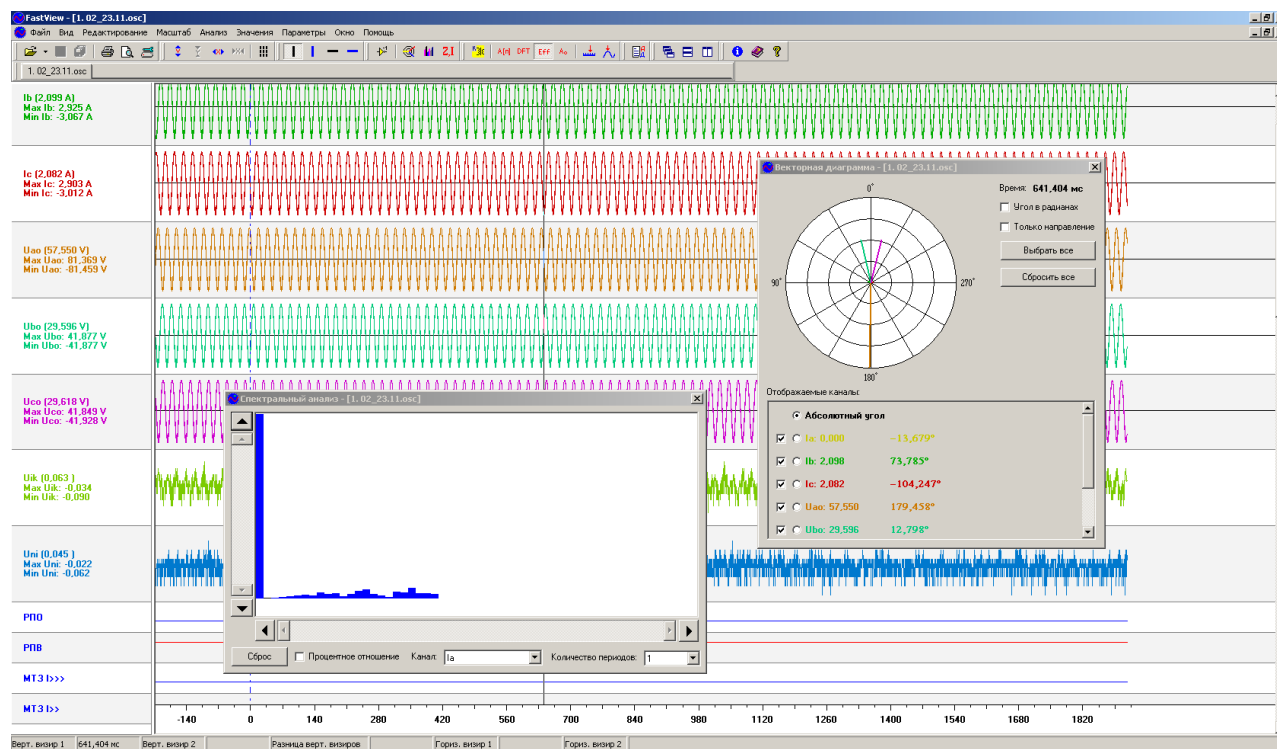 FastView - [1. 02_23.11.osc]
Файл Вид Редактирование Масштаб Анализ Значения Параметры Окно Помощь
2,I A[n] DFT Eff A₀
1. 02_23.11.osc
Ib (2,099 A)
Max Ib: 2,925 A
Min Ib: -3,067 A
Ic (2,082 A)
Max Ic: 2,903 A
Min Ic: -3,012 A
Uao (57,550 V)
Max Uao: 81,369 V
Min Uao: -81,459 V
Ubo (29,596 V)
Max Ubo: 41,877 V
Min Ubo: -41,877 V
Uco (29,618 V)
Max Uco: 41,849 V
Min Uco: -41,928 V
Uik (0,063 )
Max Uik: -0,034
Min Uik: -0,090
Uni (0,045 )
Max Uni: -0,022
Min Uni: -0,062
РПО
РПВ
МТЗ I>>>
МТЗ I>>
-140 0 140 280 420 560 700 840 980 1120 1260 1400 1540 1680 1820
Верт. визир 1 641,404 мс Верт. визир 2 Разница верт. визиров Гориз. визир 1 Гориз. визир 2
Спектральный анализ - [1. 02_23.11.osc]
Сброс Процентное отношение Канал: Ia Количество периодов: 1
Векторная диаграмма - [1. 02_23.11.osc]
0°
90°
270°
180°
Время: 641,404 мс
Угол в радианах
Только направление
Выбрать все
Сбросить все
Отображаемые каналы:
Абсолютный угол
Ia: 0,000 -13,679°
Ib: 2,098 73,785°
Ic: 2,082 -104,247°
Uao: 57,550 179,458°
Ubo: 29,596 12,798°